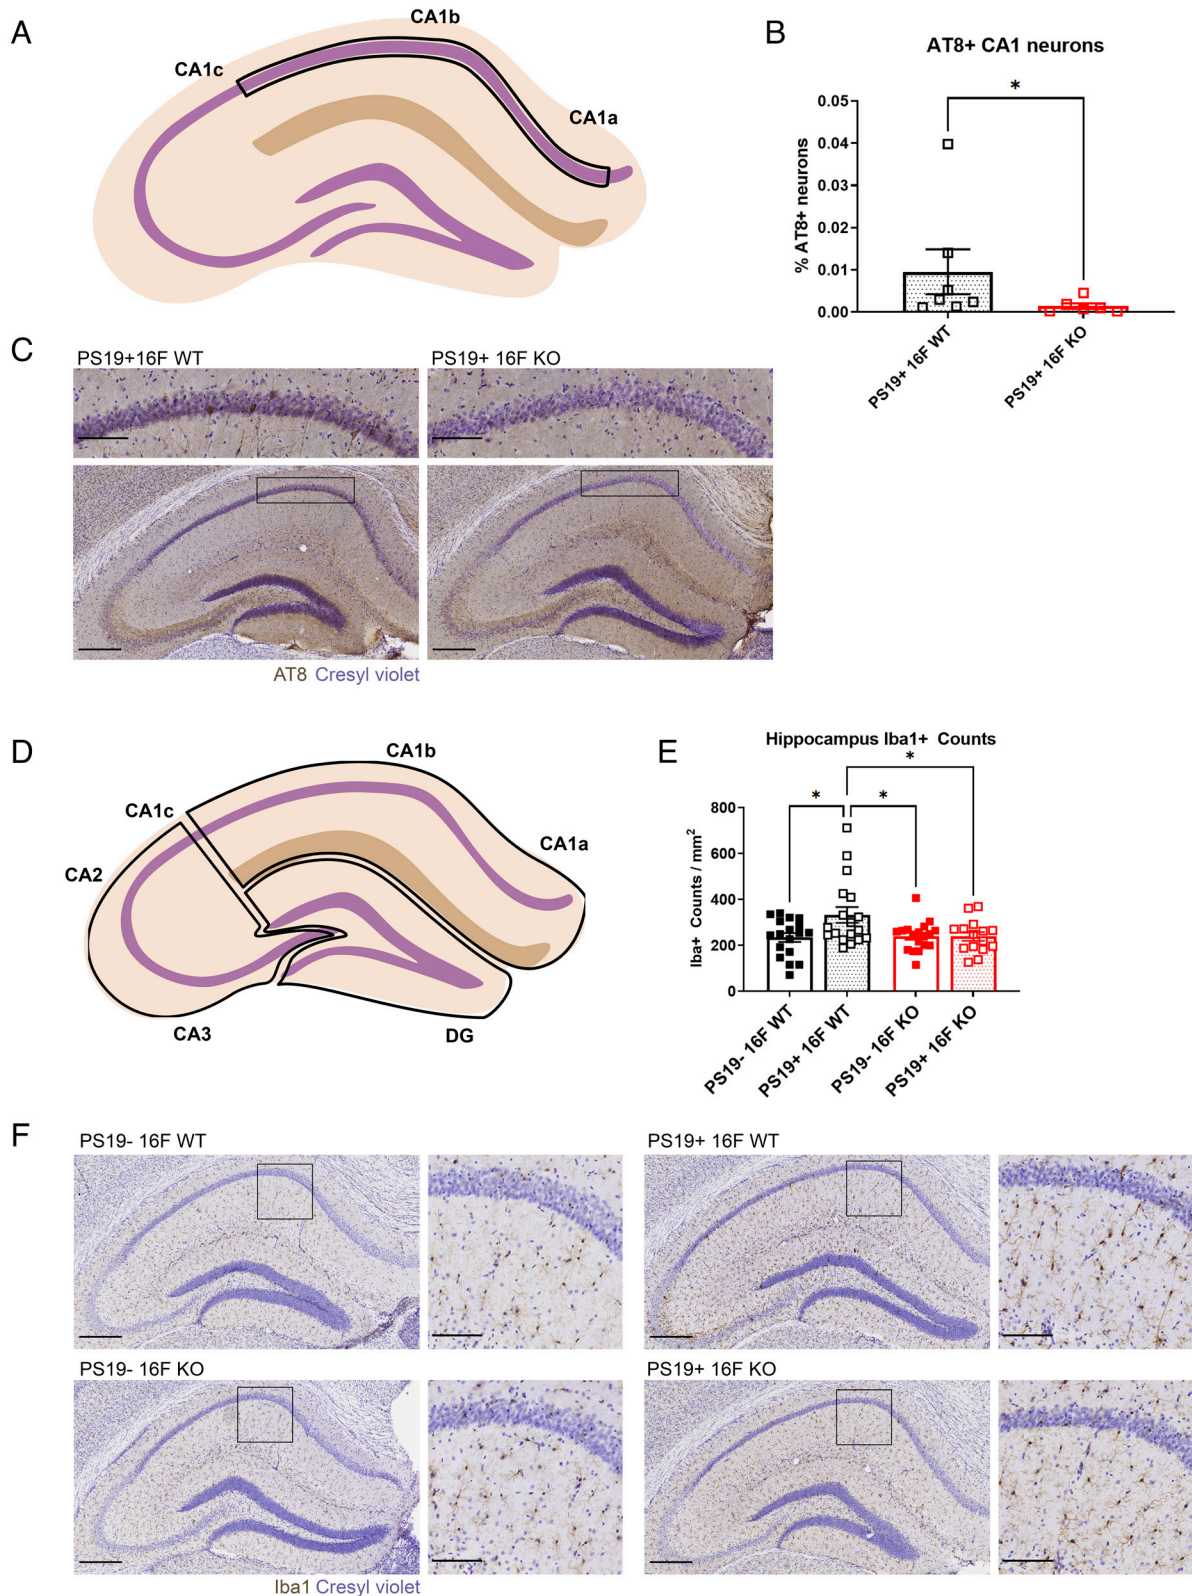 A
CA1b
CA1c
CA1a
B
AT8+ CA1 neurons
*
% AT8+ neurons
0.05
0.04
0.03
0.02
0.01
0.00
PS19+ 16F WT
PS19+ 16F KO
C
PS19+16F WT
PS19+ 16F KO
AT8 Cresyl violet
D
CA1b
CA1c
CA1a
CA2
CA3
DG
E
Hippocampus Iba1+ Counts
*
* *
Iba+ Counts / mm²
800
600
400
200
0
PS19- 16F WT
PS19+ 16F WT
PS19- 16F KO
PS19+ 16F KO
F
PS19- 16F WT
PS19+ 16F WT
PS19- 16F KO
PS19+ 16F KO
Iba1 Cresyl violet